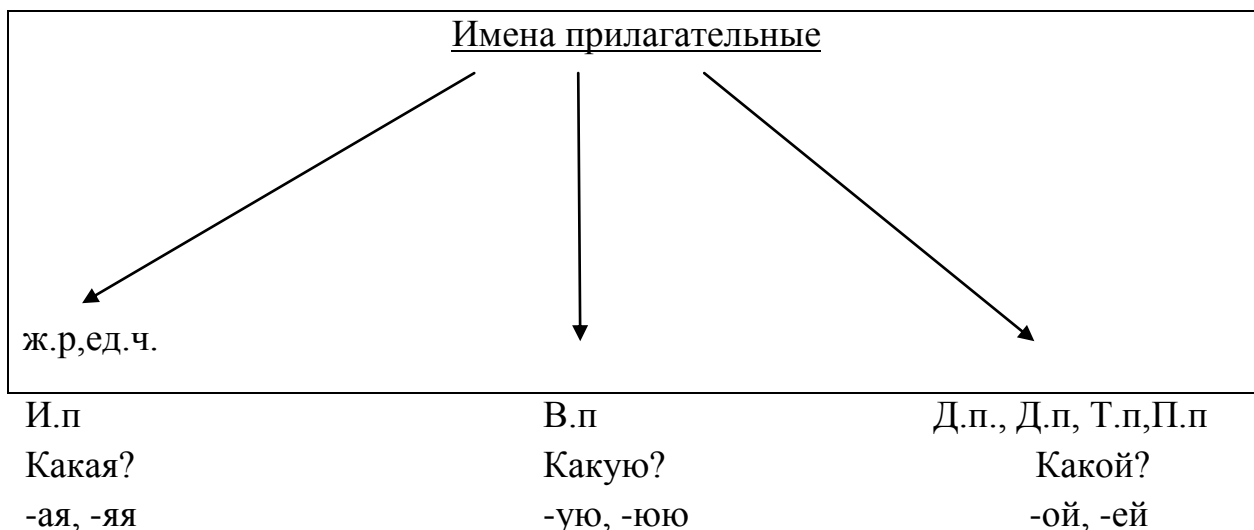 Имена прилагательные
ж.р,ед.ч.
И.п В.п Д.п., Д.п, Т.п,П.п
Какая? Какую? Какой?
-ая, -яя -ую, -юю -ой, -ей